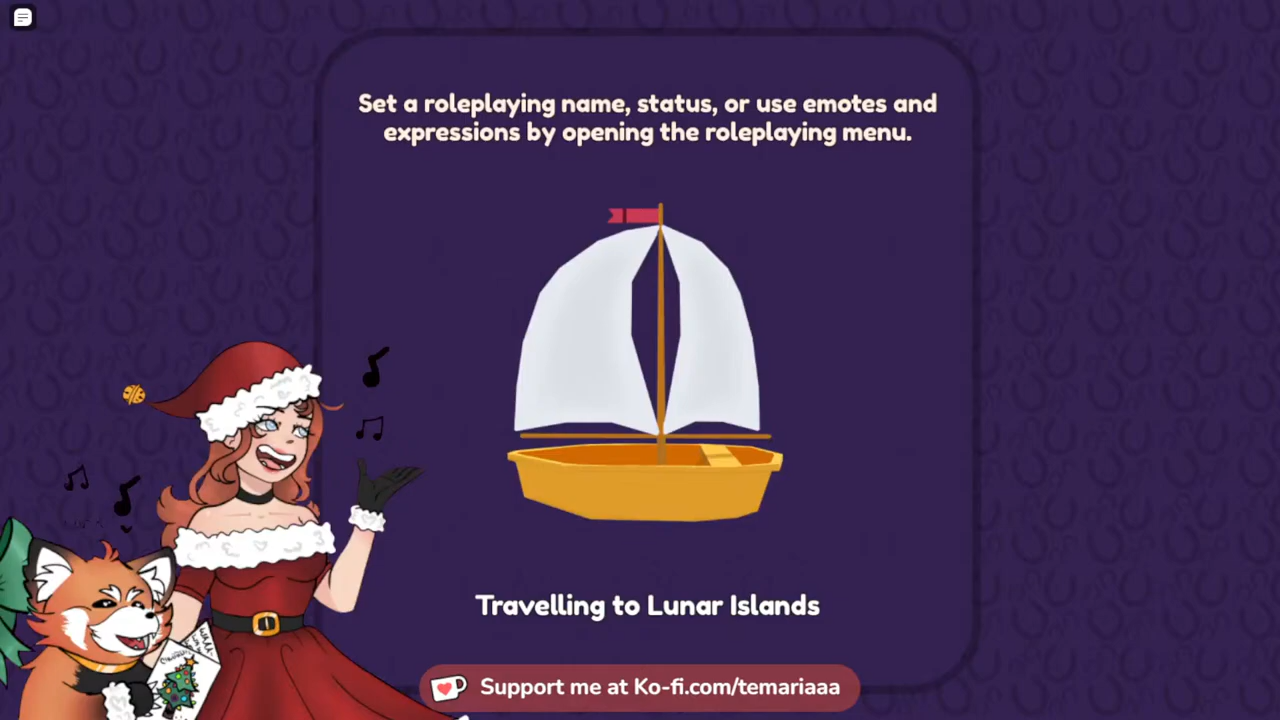 Set a roleplaying name, status, or use emotes and
expressions by opening the roleplaying menu.
Travelling to Lunar Islands
Support me at Ko-fi.com/temariaaa